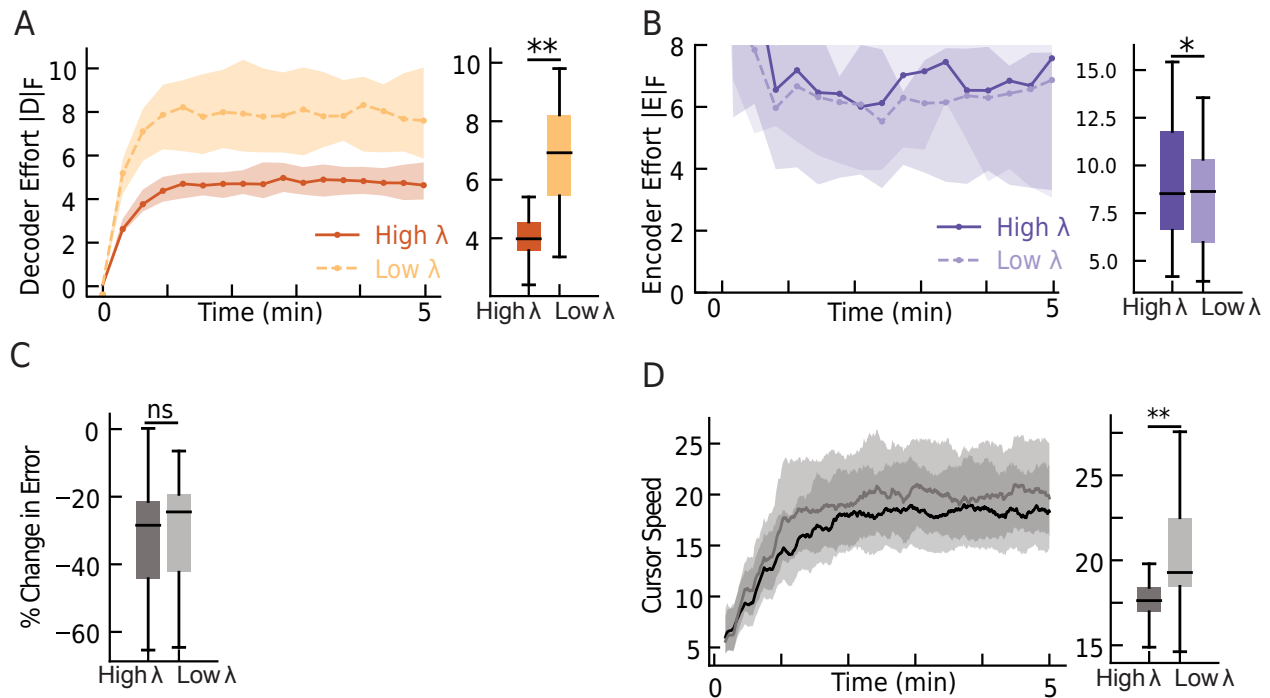 A
Decoder Effort |D|F
10
8
6
4
2
0
High λ
Low λ
0
Time (min)
5
**
10
8
6
4
High λ
Low λ
B
Encoder Effort |E|F
8
6
4
2
0
High λ
Low λ
0
Time (min)
5
*
15.0
10.0
7.5
5.0
High λ
Low λ
C
% Change in Error
ns
0
−20
−40
−60
High λ
Low λ
D
Cursor Speed
25
20
15
10
5
0
Time (min)
5
**
25
20
15
High λ
Low λ